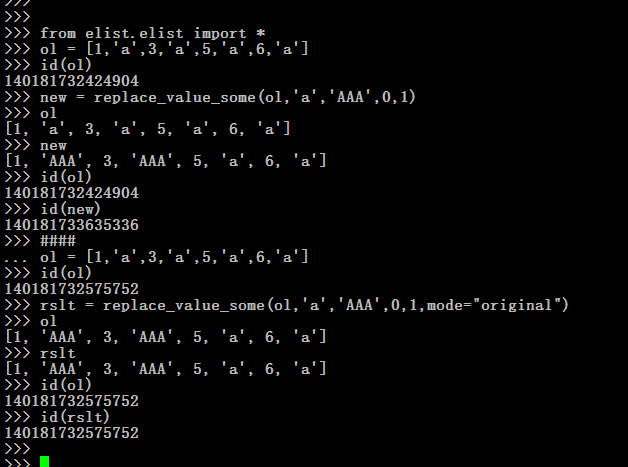 >>>
>>>
>>> from elist.elist import *
>>> ol = [1,'a',3,'a',5,'a',6,'a']
>>> id(ol)
140181732424904
>>> new = replace_value_some(ol,'a','AAA',0,1)
>>> ol
[1, 'a', 3, 'a', 5, 'a', 6, 'a']
>>> new
[1, 'AAA', 3, 'AAA', 5, 'a', 6, 'a']
>>> id(ol)
140181732424904
>>> id(new)
140181733635336
>>> ####
... ol = [1,'a',3,'a',5,'a',6,'a']
>>> id(ol)
140181732575752
>>> rslt = replace_value_some(ol,'a','AAA',0,1,mode="original")
>>> ol
[1, 'AAA', 3, 'AAA', 5, 'a', 6, 'a']
>>> rslt
[1, 'AAA', 3, 'AAA', 5, 'a', 6, 'a']
>>> id(ol)
140181732575752
>>> id(rslt)
140181732575752
>>>
>>>